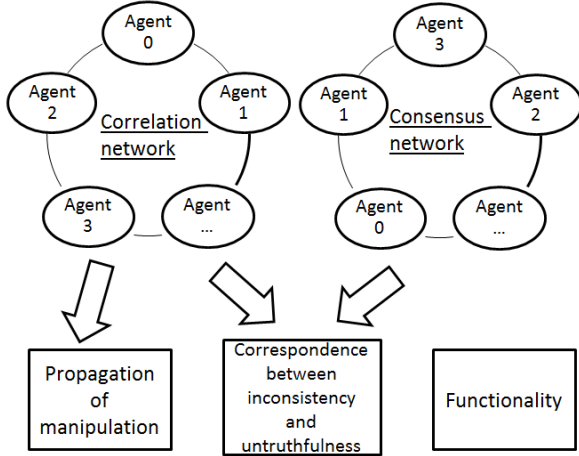 Agent
0
Agent
2
Agent
1
Correlation
network
Agent
3
Agent
...
Agent
3
Agent
1
Agent
2
Consensus
network
Agent
0
Agent
...
Propagation
of
manipulation
Correspondence
between
inconsistency
and
untruthfulness
Functionality